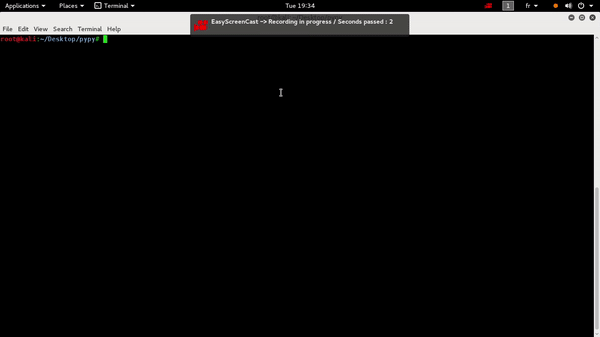 Applications Places Terminal Tue 19:34 1 fr
EasyScreenCast -> Recording in progress / Seconds passed : 2
File Edit View Search Terminal Help
root@kali:~/Desktop/pypy#